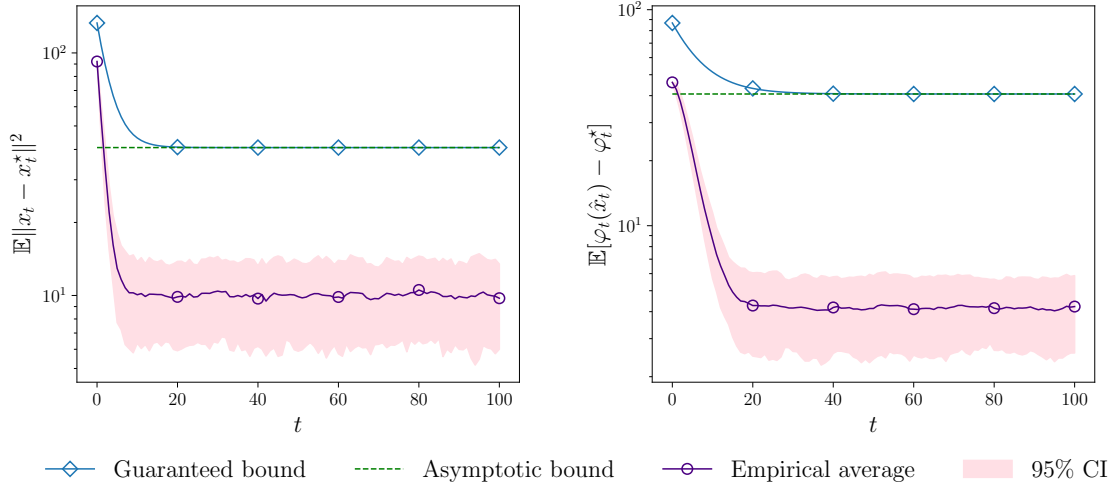 10²
10¹
𝔼‖x_t − x_t^⋆‖²
0 20 40 60 80 100
t
10²
10¹
𝔼[φ_t(x̂_t) − φ_t^⋆]
0 20 40 60 80 100
t
Guaranteed bound Asymptotic bound Empirical average 95% CI